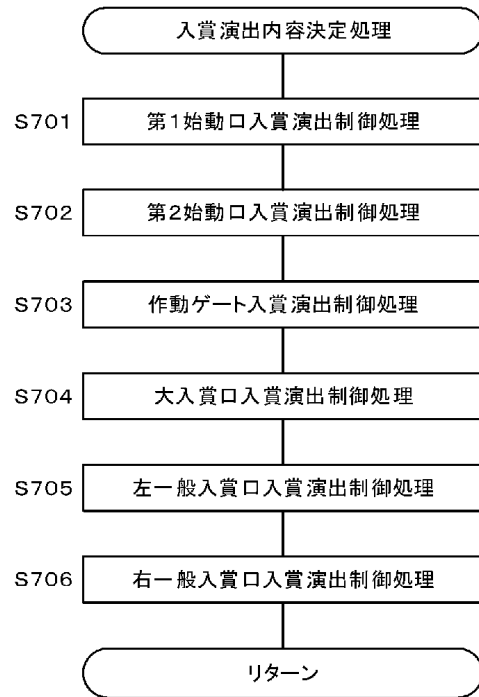 入賞演出内容決定処理
S701 第1始動口入賞演出制御処理
S702 第2始動口入賞演出制御処理
S703 作動ゲート入賞演出制御処理
S704 大入賞口入賞演出制御処理
S705 左一般入賞口入賞演出制御処理
S706 右一般入賞口入賞演出制御処理
リターン